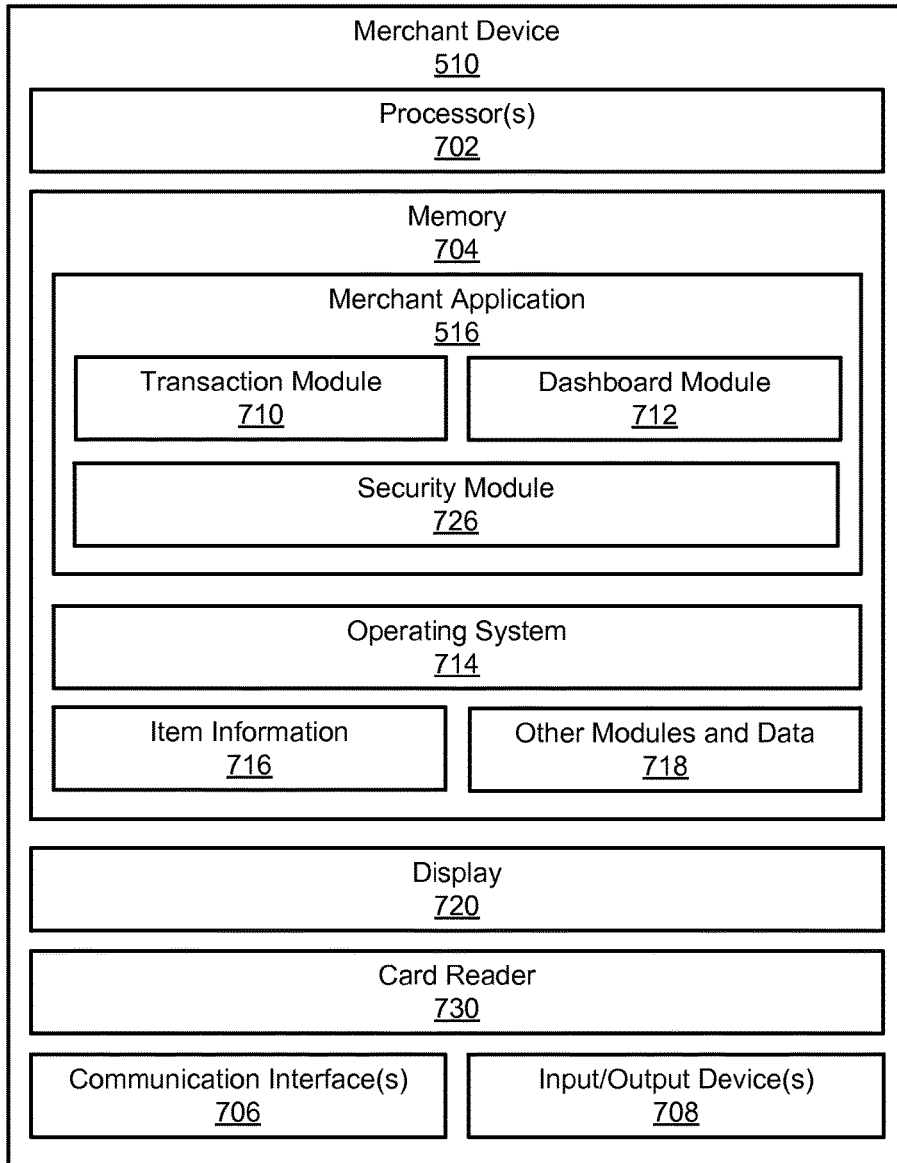 Merchant Device
510
Processor(s)
702
Memory
704
Merchant Application
516
Transaction Module
710
Dashboard Module
712
Security Module
726
Operating System
714
Item Information
716
Other Modules and Data
718
Display
720
Card Reader
730
Communication Interface(s)
706
Input/Output Device(s)
708